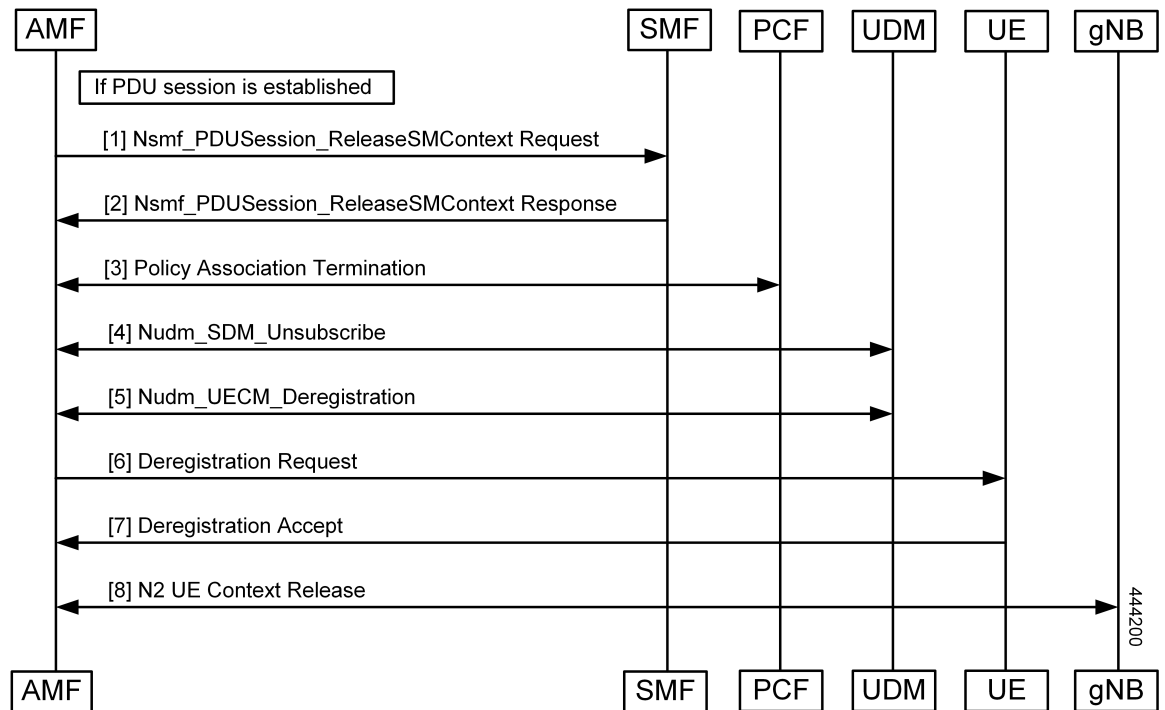 AMF SMF PCF UDM UE gNB
If PDU session is established
[1] Nsmf_PDUSession_ReleaseSMContext Request
[2] Nsmf_PDUSession_ReleaseSMContext Response
[3] Policy Association Termination
[4] Nudm_SDM_Unsubscribe
[5] Nudm_UECM_Deregistration
[6] Deregistration Request
[7] Deregistration Accept
[8] N2 UE Context Release
444200
AMF SMF PCF UDM UE gNB